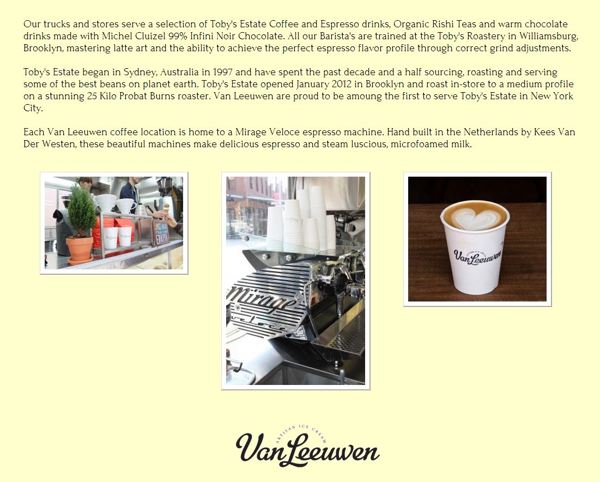 Our trucks and stores serve a selection of Toby's Estate Coffee and Espresso drinks, Organic Rishi Teas and warm chocolate
drinks made with Michel Cluizel 99% Infini Noir Chocolate. All our Barista's are trained at the Toby's Roastery in Williamsburg,
Brooklyn, mastering latte art and the ability to achieve the perfect espresso flavor profile through correct grind adjustments.
Toby's Estate began in Sydney, Australia in 1997 and have spent the past decade and a half sourcing, roasting and serving
some of the best beans on planet earth. Toby's Estate opened January 2012 in Brooklyn and roast in-store to a medium profile
on a stunning 25 Kilo Probat Burns roaster. Van Leeuwen are proud to be amoung the first to serve Toby's Estate in New York
City.
Each Van Leeuwen coffee location is home to a Mirage Veloce espresso machine. Hand built in the Netherlands by Kees Van
Der Westen, these beautiful machines make delicious espresso and steam luscious, microfoamed milk.
Mirage
Van Leeuwen
ARTISAN ICE CREAM
Van Leeuwen